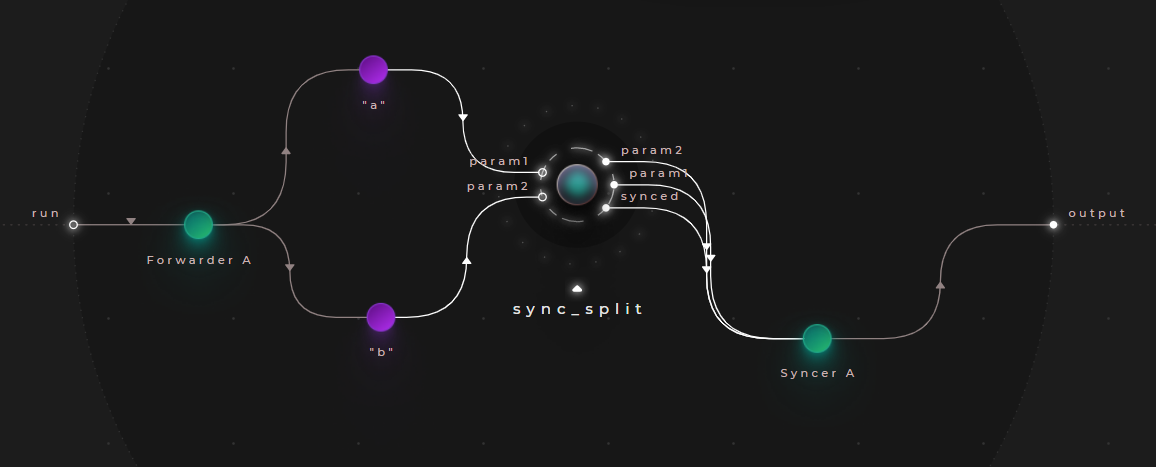 "a"
param1
param2
param2
param1
synced
run
output
Forwarder A
sync_split
"b"
Syncer A